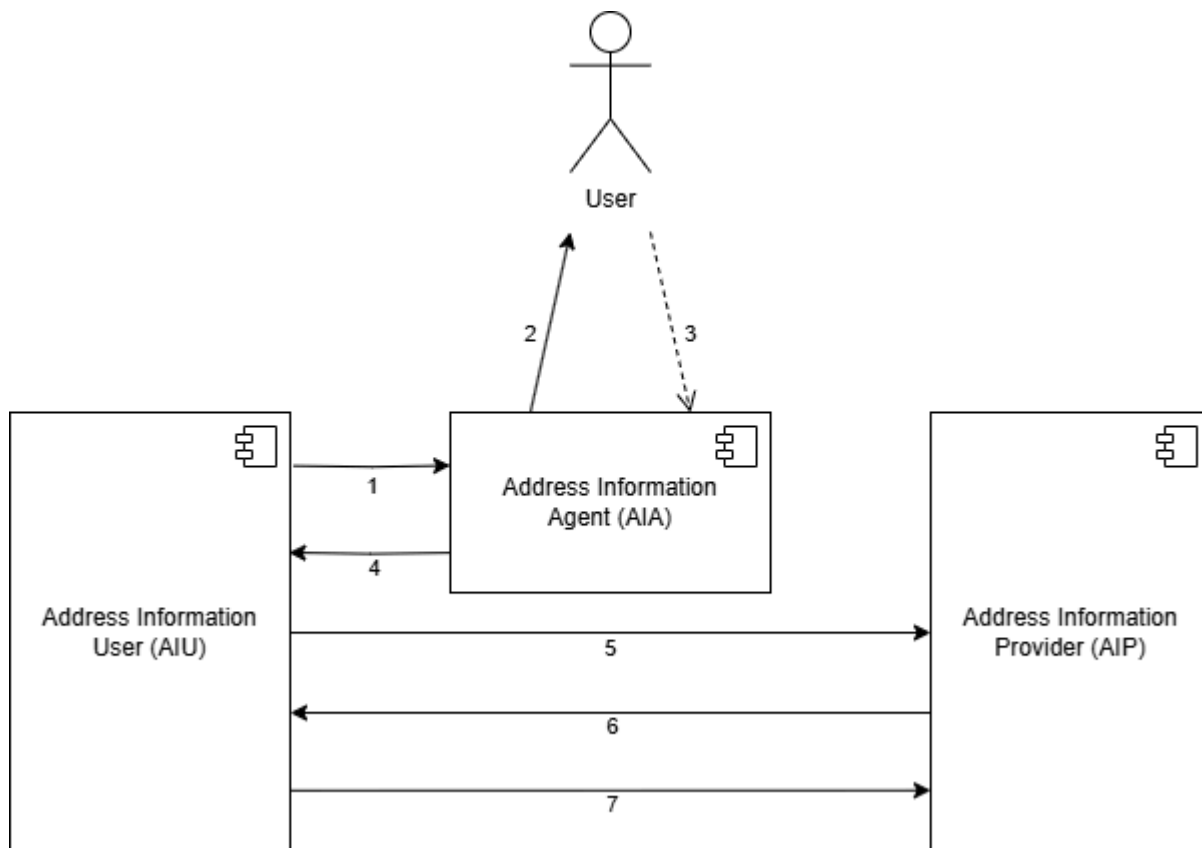 User
2
3
1
Address Information
Agent (AIA)
4
Address Information
User (AIU)
5
Address Information
Provider (AIP)
6
7